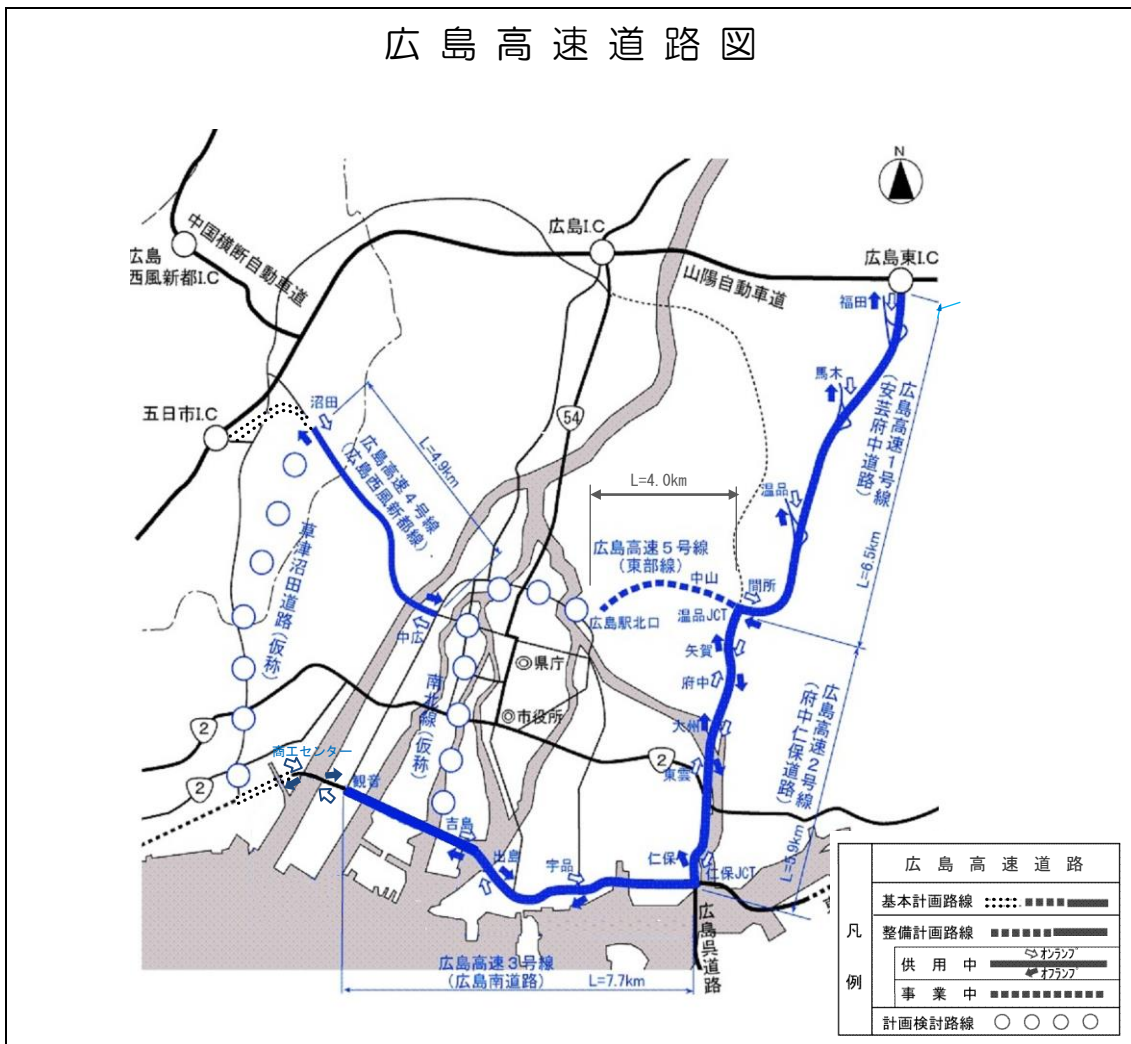 広島高速道路図
N
広島I.C
広島東I.C
中国横断自動車道
広島
西風新都I.C
山陽自動車道
福田
馬木
広島高速1号線
(安芸府中道路)
L=6.5km
五日市I.C
沼田
L=4.9km
広島高速4号線
(広島西風新都線)
54
L=4.0km
温品
広島高速5号線
(東部線)
中山
間所
草津沼田道路(仮称)
広島駅北口
温品JCT
中広
矢賀
◎県庁
府中
南北線(仮称)
◎市役所
大州
広島高速2号線
(府中仁保道路)
L=5.9km
2
2
2
商工センター
東雲
観音
吉島
出島
宇品
仁保
仁保JCT
広島呉道路
広島高速3号線
(広島南道路)
L=7.7km
凡例
広島高速道路
基本計画路線
整備計画路線
供用中
オンランプ
オフランプ
事業中
計画検討路線